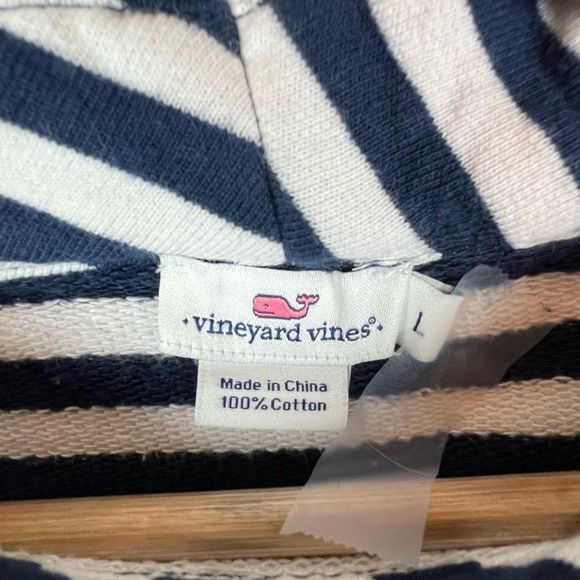 vineyard vines®
L
Made in China
100% Cotton